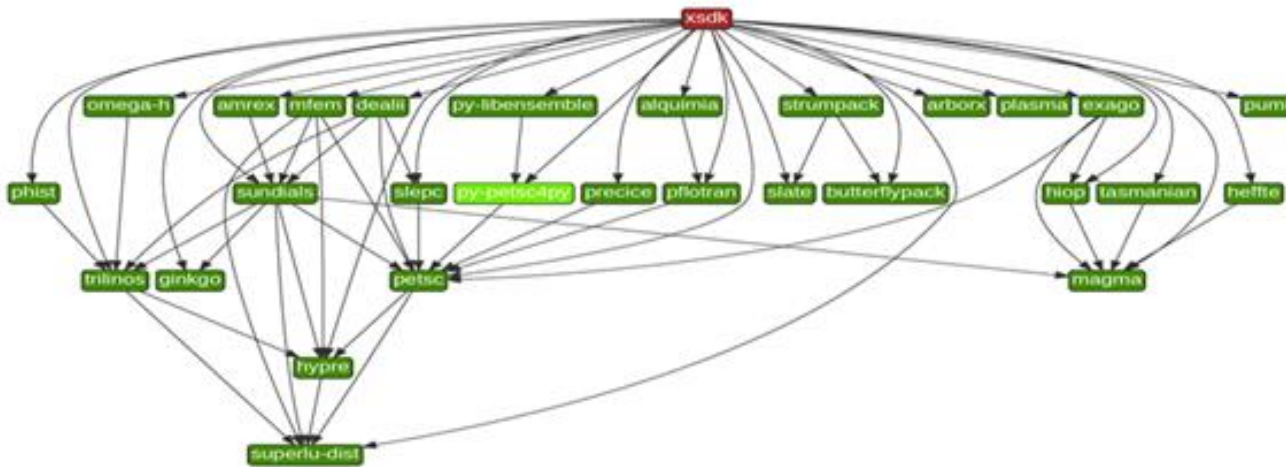 xsdk
omega-h amrex mfem dealii py-libensemble alquimia strumpack arborx plasma exago pum
phist sundials slepc py-petsc4py precice pflotran slate butterflypack hiop tasmanian heffte
trilinos ginkgo petsc magma
hypre
superlu-dist